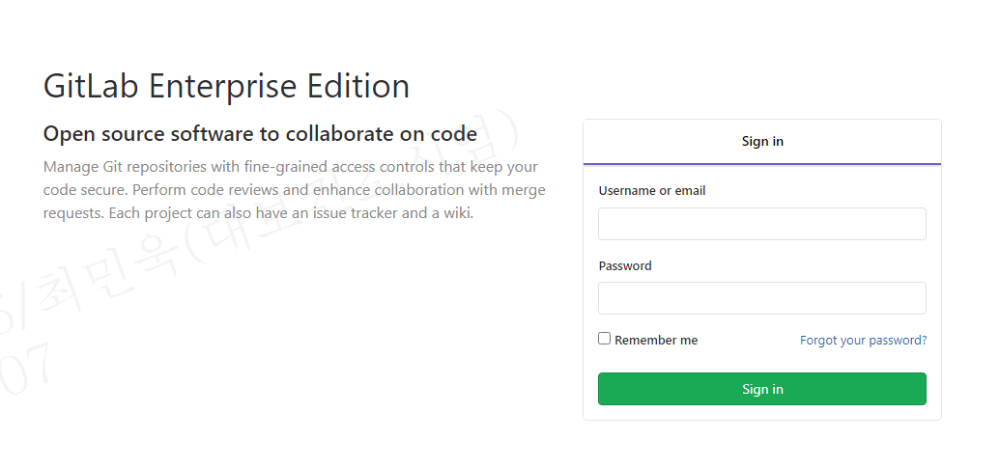 GitLab Enterprise Edition
Open source software to collaborate on code
Manage Git repositories with fine-grained access controls that keep your
code secure. Perform code reviews and enhance collaboration with merge
requests. Each project can also have an issue tracker and a wiki.
Sign in
Username or email
Password
Remember me
Forgot your password?
Sign in
/최민욱(대보건
07